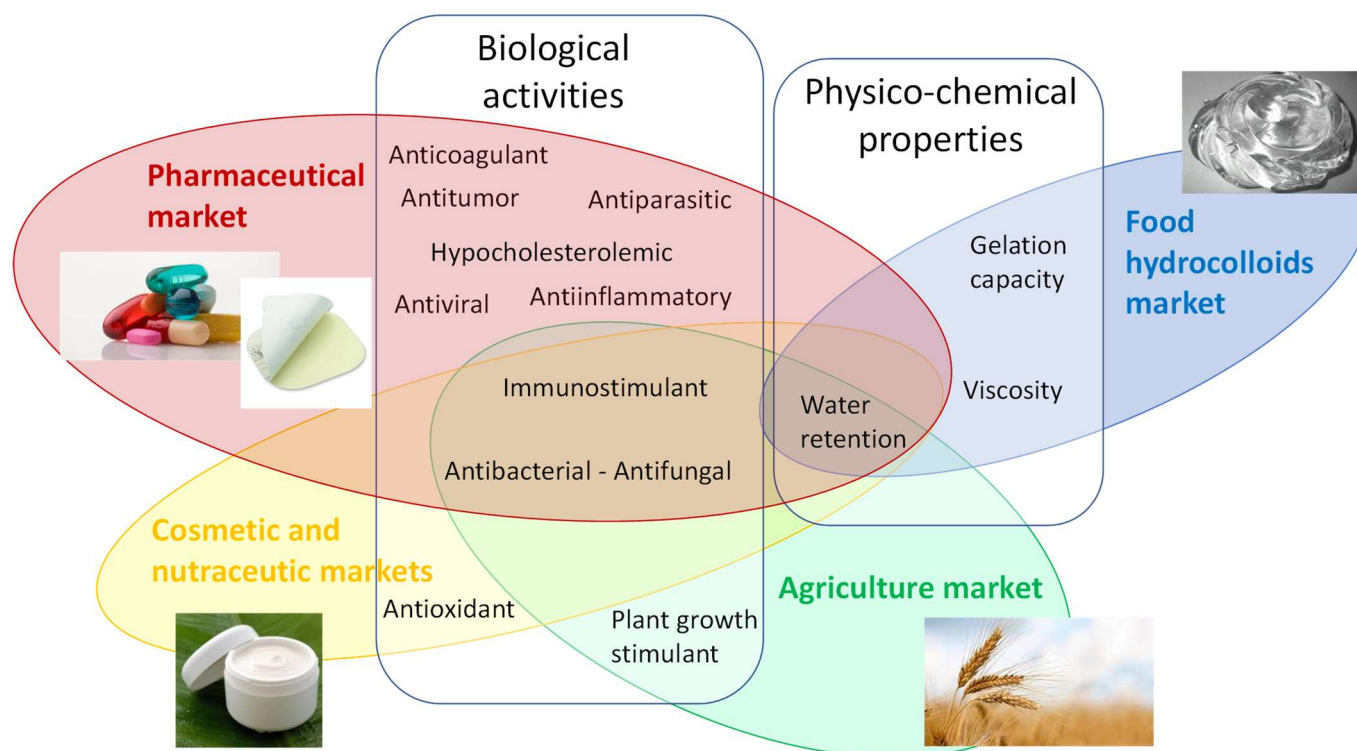 Biological
activities
Physico-chemical
properties
Pharmaceutical
market
Anticoagulant
Antitumor
Antiparasitic
Hypocholesterolemic
Antiviral
Antiinflammatory
Food
hydrocolloids
market
Gelation
capacity
Viscosity
Immunostimulant
Water
retention
Antibacterial - Antifungal
Cosmetic and
nutraceutic markets
Antioxidant
Plant growth
stimulant
Agriculture market